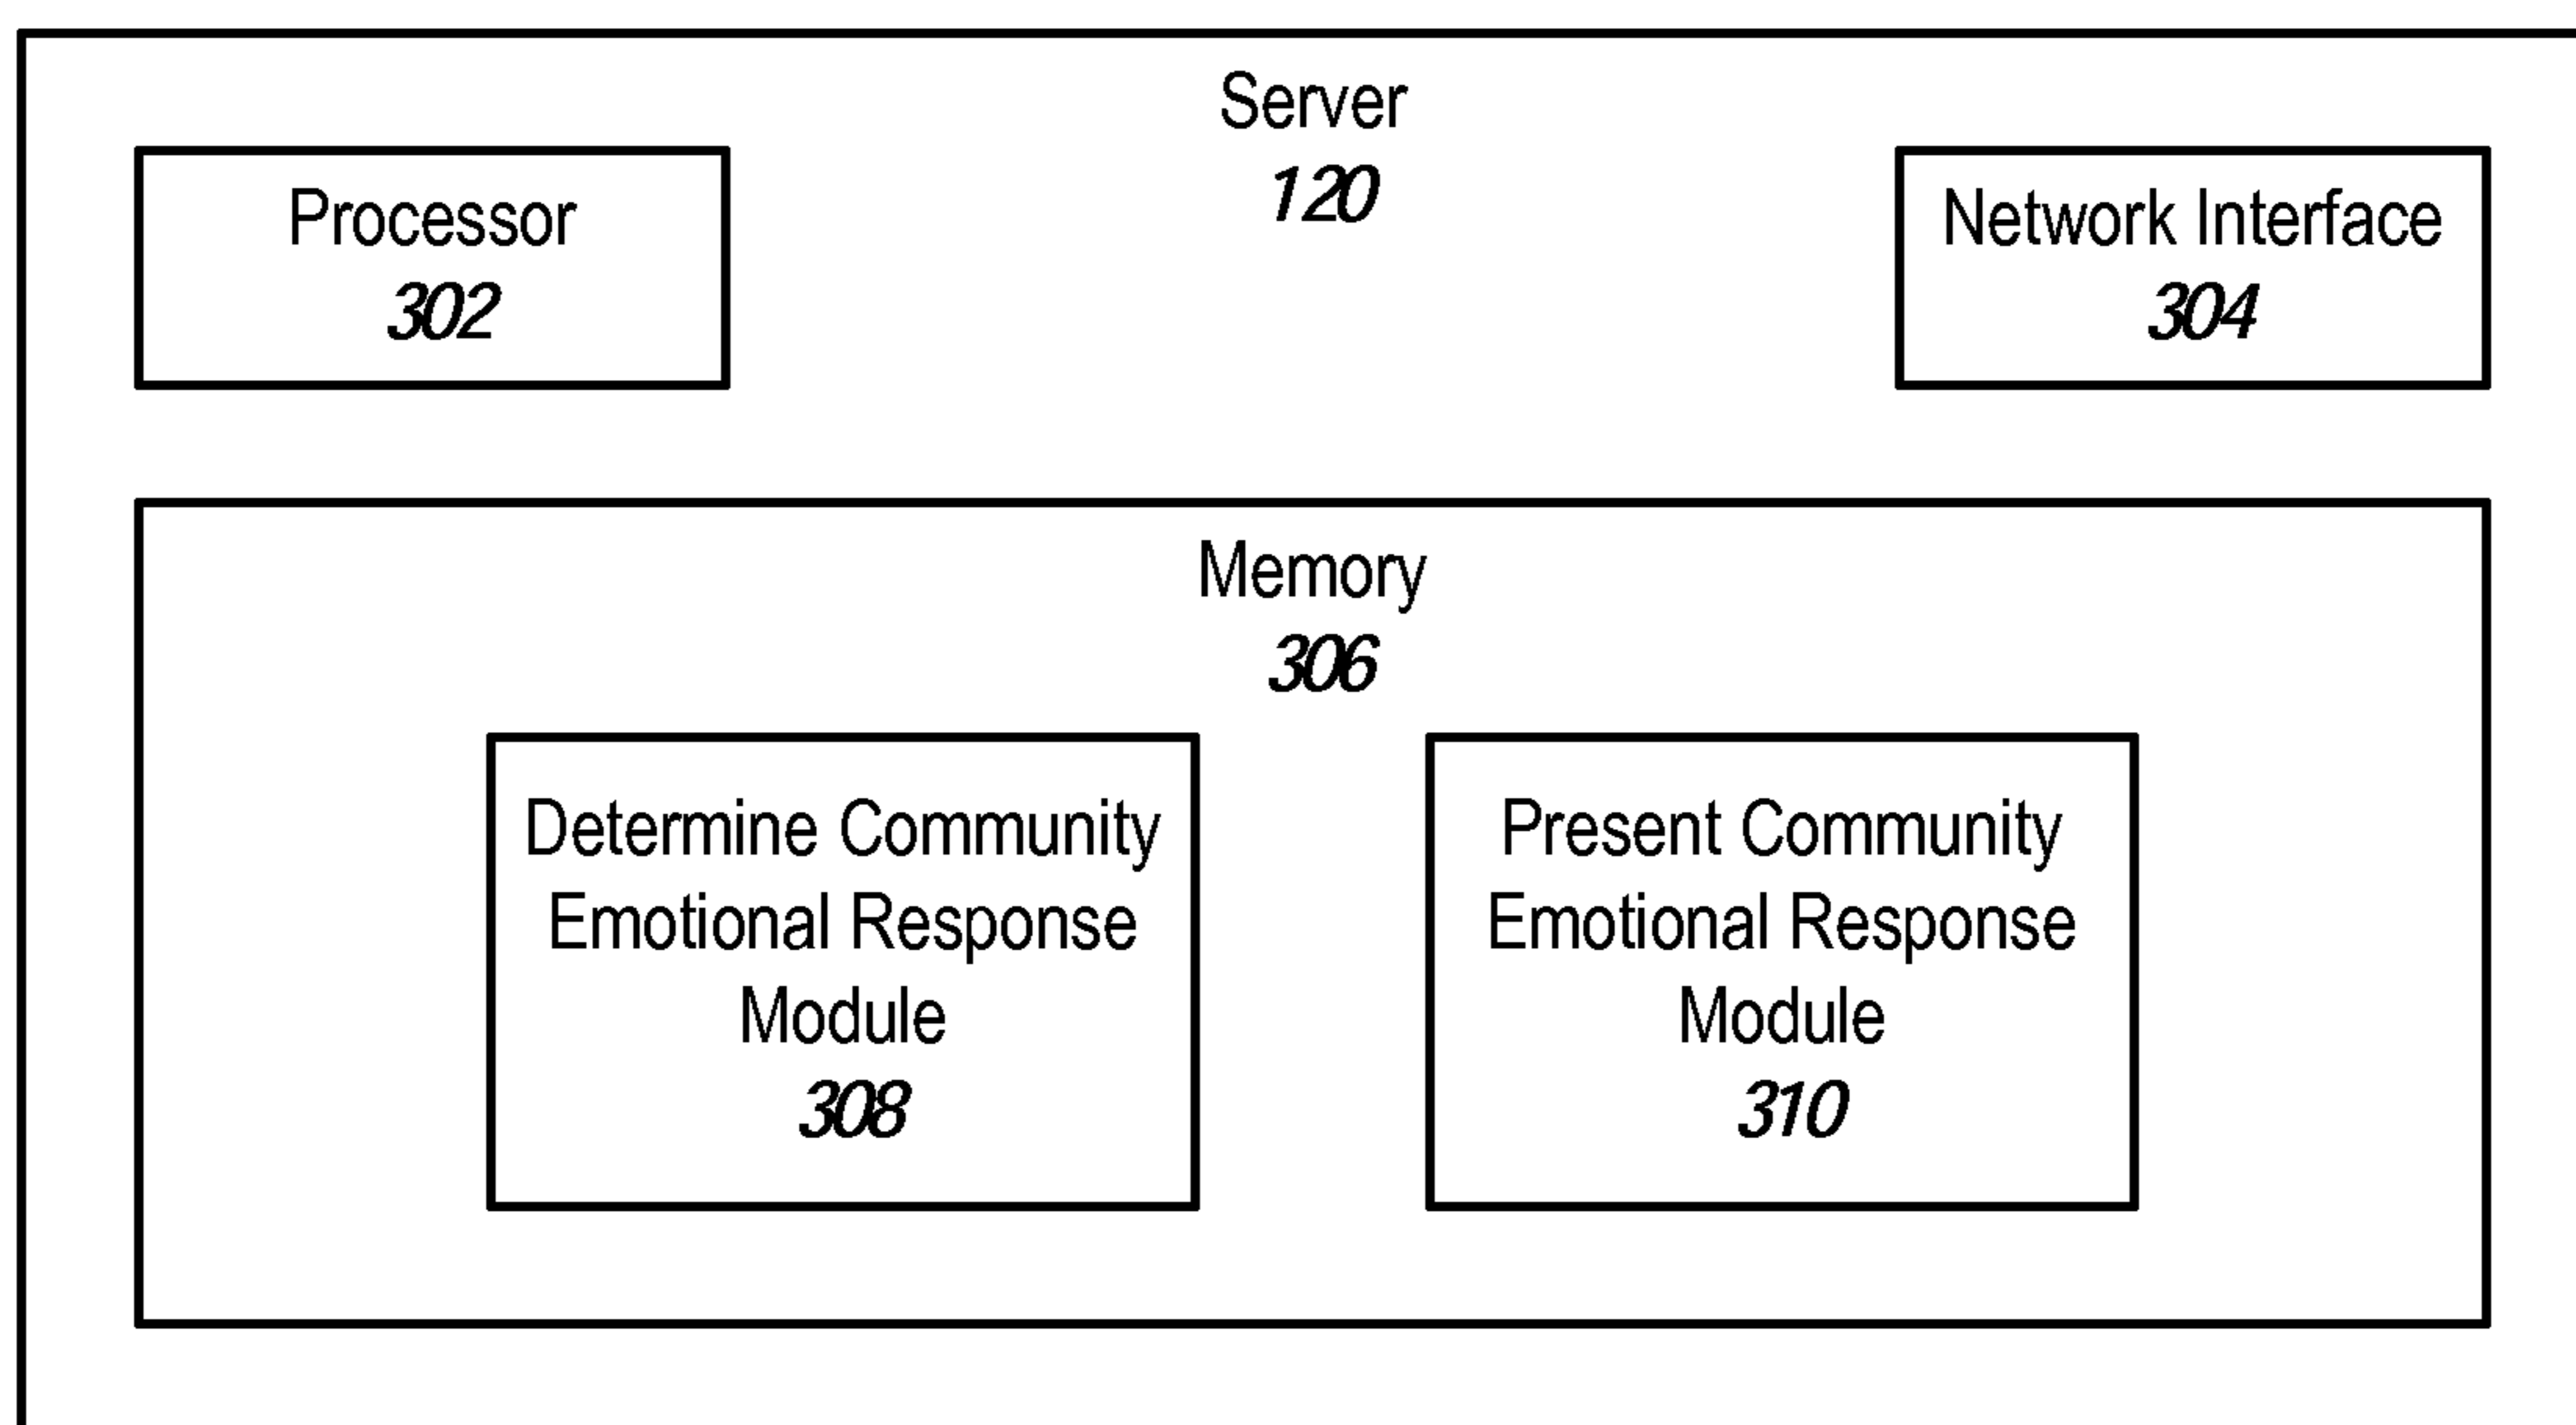 Server
120
Processor
302
Network Interface
304
Memory
306
Determine Community
Emotional Response
Module
308
Present Community
Emotional Response
Module
310